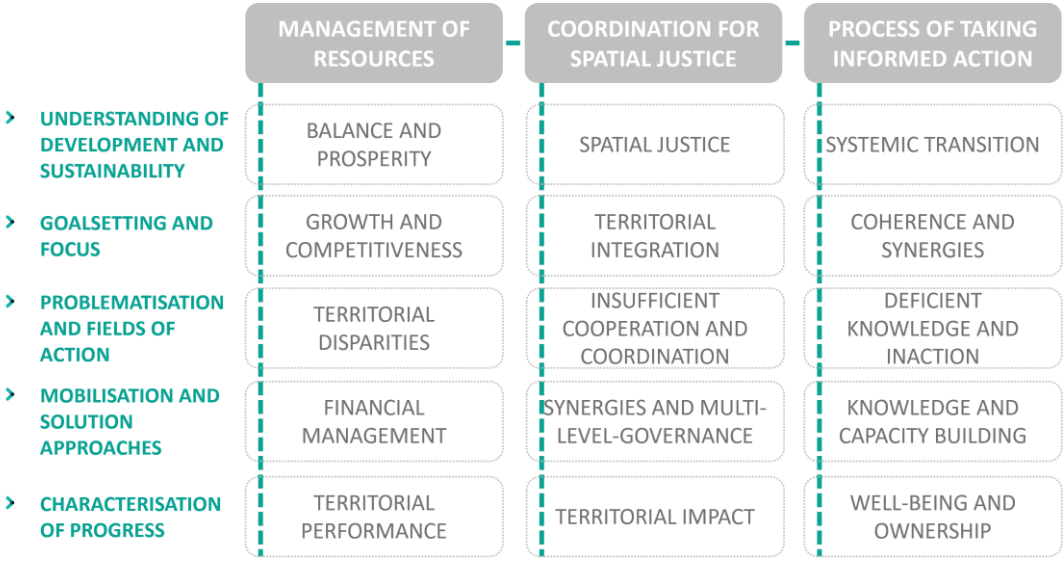 MANAGEMENT OF
RESOURCES
COORDINATION FOR
SPATIAL JUSTICE
PROCESS OF TAKING
INFORMED ACTION
UNDERSTANDING OF
DEVELOPMENT AND
SUSTAINABILITY
BALANCE AND
PROSPERITY
SPATIAL JUSTICE
SYSTEMIC TRANSITION
GOALSETTING AND
FOCUS
GROWTH AND
COMPETITIVENESS
TERRITORIAL
INTEGRATION
COHERENCE AND
SYNERGIES
PROBLEMATISATION
AND FIELDS OF
ACTION
TERRITORIAL
DISPARITIES
INSUFFICIENT
COOPERATION AND
COORDINATION
DEFICIENT
KNOWLEDGE AND
INACTION
MOBILISATION AND
SOLUTION
APPROACHES
FINANCIAL
MANAGEMENT
SYNERGIES AND MULTI-
LEVEL-GOVERNANCE
KNOWLEDGE AND
CAPACITY BUILDING
CHARACTERISATION
OF PROGRESS
TERRITORIAL
PERFORMANCE
TERRITORIAL IMPACT
WELL-BEING AND
OWNERSHIP